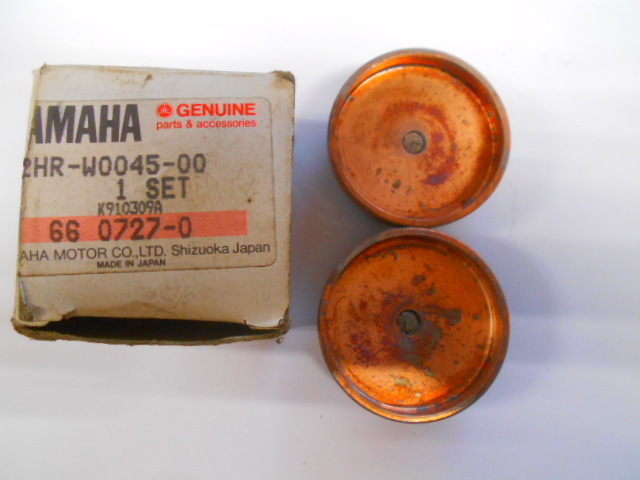 AMAHA GENUINE
parts & accessories
2HR-W0045-00
1 SET
K910309A
66 0727-0
AHA MOTOR CO.,LTD. Shizuoka Japan
MADE IN JAPAN